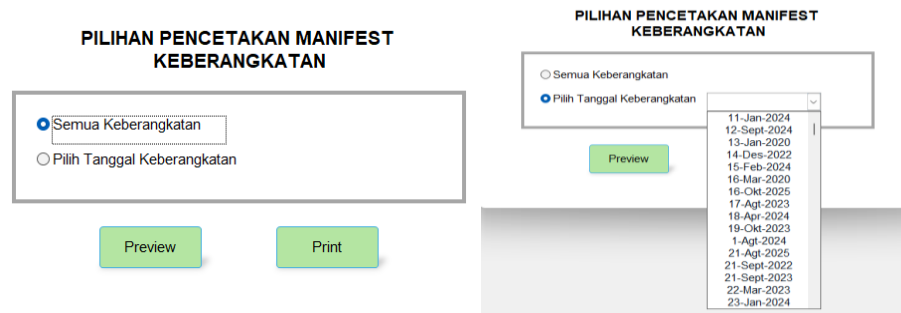 PILIHAN PENCETAKAN MANIFEST
KEBERANGKATAN
Semua Keberangkatan
Pilih Tanggal Keberangkatan
Preview
Print
PILIHAN PENCETAKAN MANIFEST
KEBERANGKATAN
Semua Keberangkatan
Pilih Tanggal Keberangkatan
11-Jan-2024
12-Sept-2024
13-Jan-2020
14-Des-2022
15-Feb-2024
16-Mar-2020
16-Okt-2025
17-Agt-2023
18-Apr-2024
19-Okt-2023
1-Agt-2024
21-Agt-2025
21-Sept-2022
21-Sept-2023
22-Mar-2023
23-Jan-2024
Preview